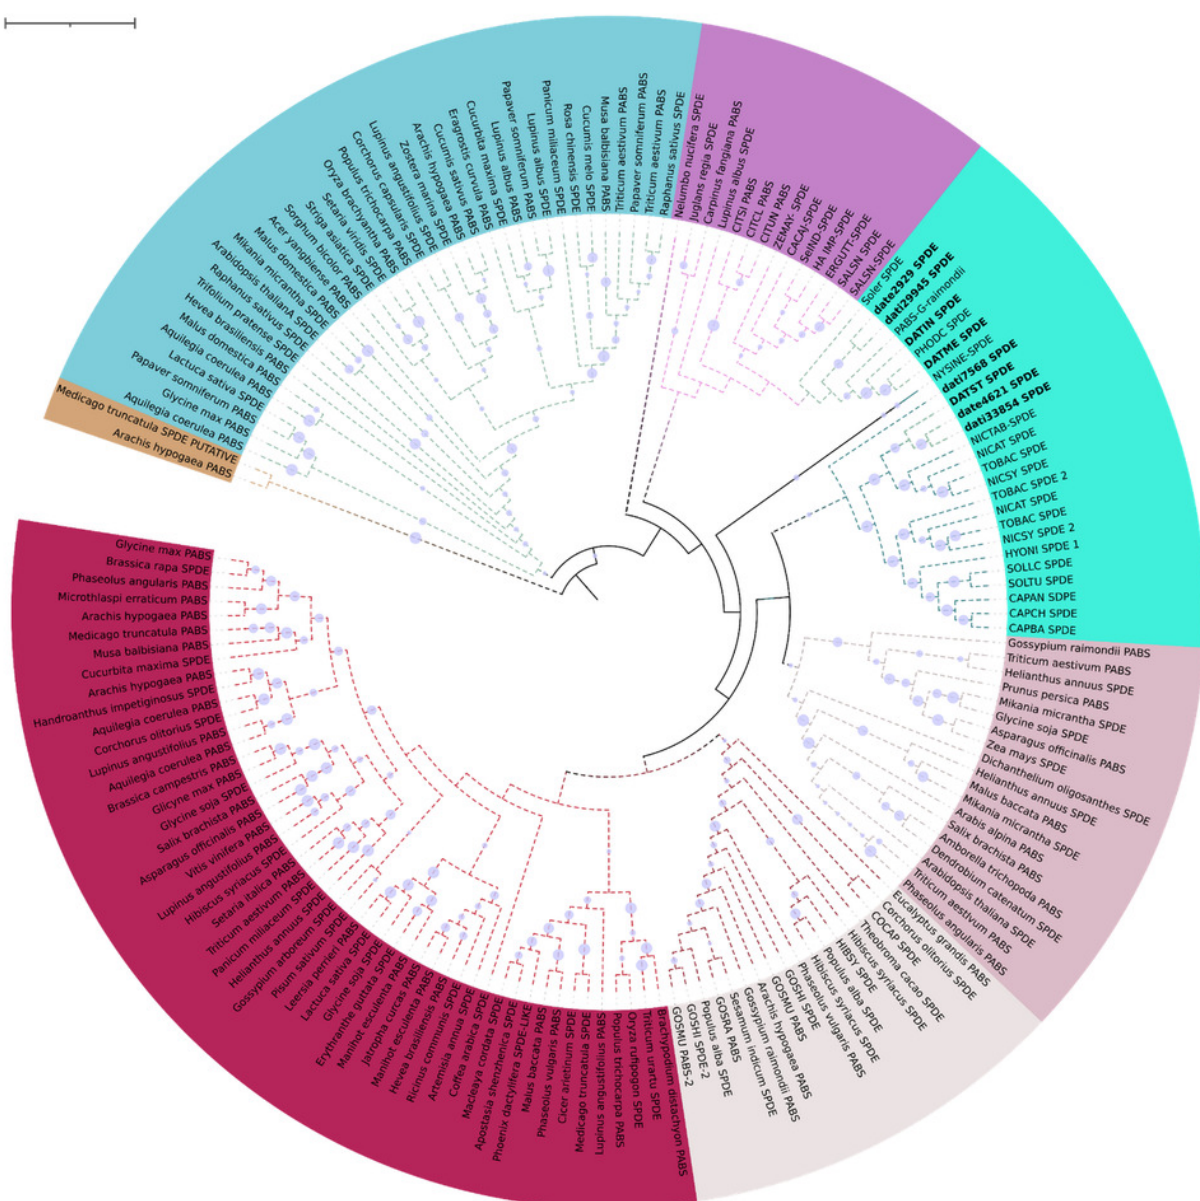 Medicago truncatula SPDE PUTATIVE
Arachis hypogaea PABS
Aquilegia coerulea PABS
Glycine max PABS
Papaver somniferum PABS
Lactuca sativa SPDE
Aquilegia coerulea PABS
Malus domestica PABS
Hevea brasiliensis PABS
Trifolium pratense SPDE
Raphanus sativus SPDE
Arabidopsis thaliana SPDE
Mikania micrantha SPDE
Malus domestica PABS
Acer yangbiense PABS
Sorghum bicolor PABS
Striga asiatica SPDE
Setaria viridis SPDE
Oryza brachyantha PABS
Populus trichocarpa PABS
Corchorus capsularis SPDE
Lupinus angustifolius SPDE
Zostera marina SPDE
Arachis hypogaea PABS
Cucumis sativus PABS
Eragrostis curvula PABS
Cucurbita maxima SPDE
Lupinus albus PABS
Papaver somniferum PABS
Lupinus albus SPDE
Panicum miliaceum SPDE
Rosa chinensis SPDE
Cucumis melo SPDE
Musa balbisiana PABS
Triticum aestivum PABS
Papaver somniferum PABS
Triticum aestivum PABS
Raphanus sativus SPDE
Nelumbo nucifera SPDE
Juglans regia SPDE
Carpinus fangiana PABS
Lupinus albus SPDE
CITSI PABS
CITCL PABS
CITUN PABS
ZEMAY- SPDE
CACAJ-SPDE
SeIND-SPDE
HA IMP-SPDE
ERGUTT-SPDE
SALSN SPDE
SALSN-SPDE
Soler SPDE
date2929 SPDE
dati29945 SPDE
PABS-G-raimondii
DATIN SPDE
PHODC SPDE
DATME SPDE
NYSINE-SPDE
dati7568 SPDE
DATST SPDE
date4621 SPDE
dati33854 SPDE
NICTAB-SPDE
NICAT SPDE
TOBAC SPDE
NICSY SPDE
TOBAC SPDE 2
NICAT SPDE
TOBAC SPDE
NICSY SPDE 2
HYONI SPDE 1
SOLLC SPDE
SOLTU SPDE
CAPAN SDPE
CAPCH SPDE
CAPBA SPDE
Gossypium raimondii PABS
Triticum aestivum PABS
Helianthus annuus SPDE
Prunus persica PABS
Mikania micrantha SPDE
Glycine soja SPDE
Asparagus officinalis PABS
Zea mays SPDE
Dichanthelium oligosanthes SPDE
Helianthus annuus SPDE
Malus baccata PABS
Mikania micrantha SPDE
Arabis alpina PABS
Salix brachista PABS
Amborella trichopoda PABS
Dendrobium catenatum SPDE
Arabidopsis thaliana SPDE
Triticum aestivum PABS
Phaseolus angularis PABS
Eucalyptus grandis PABS
Corchorus olitorius SPDE
COCAP SPDE
Theobroma cacao SPDE
Hibiscus syriacus SPDE
HIBSY SPDE
Populus alba SPDE
Hibiscus syriacus SPDE
Phaseolus vulgaris PABS
GOSHI SPDE
GOSMU PABS
Arachis hypogaea PABS
Gossypium raimondii PABS
Sesamum indicum SPDE
GOSRA PABS
Populus alba SPDE
GOSHI SPDE-2
GOSMU PABS-2
Brachypodium distachyon PABS
Triticum urartu SPDE
Oryza rufipogon SPDE
Populus trichocarpa PABS
Lupinus angustifolius PABS
Medicago truncatula SPDE
Cicer arietinum SPDE
Phaseolus vulgaris PABS
Malus baccata PABS
Phoenix dactylifera SPDE-LIKE
Apostasia shenzhenica SPDE
Macleaya cordata SPDE
Coffea arabica SPDE
Artemisia annua SPDE
Ricinus communis SPDE
Hevea brasiliensis PABS
Manihot esculenta PABS
Jatropha curcas PABS
Manihot esculenta PABS
Erythranthe guttata SPDE
Glycine soja SPDE
Lactuca sativa SPDE
Leersia perrieri PABS
Pisum sativum SPDE
Gossypium arboreum SPDE
Helianthus annuus SPDE
Panicum miliaceum SPDE
Triticum aestivum PABS
Setaria italica PABS
Hibiscus syriacus SPDE
Lupinus angustifolius PABS
Vitis vinifera PABS
Asparagus officinalis PABS
Salix brachista PABS
Glycine soja SPDE
Glicyne max PABS
Brassica campestris PABS
Aquilegia coerulea PABS
Lupinus angustifolius PABS
Corchorus olitorius SPDE
Aquilegia coerulea PABS
Handroanthus impetiginosus SPDE
Arachis hypogaea PABS
Cucurbita maxima SPDE
Musa balbisiana PABS
Medicago truncatula PABS
Arachis hypogaea PABS
Microthlaspi erraticum PABS
Phaseolus angularis PABS
Brassica rapa SPDE
Glycine max PABS